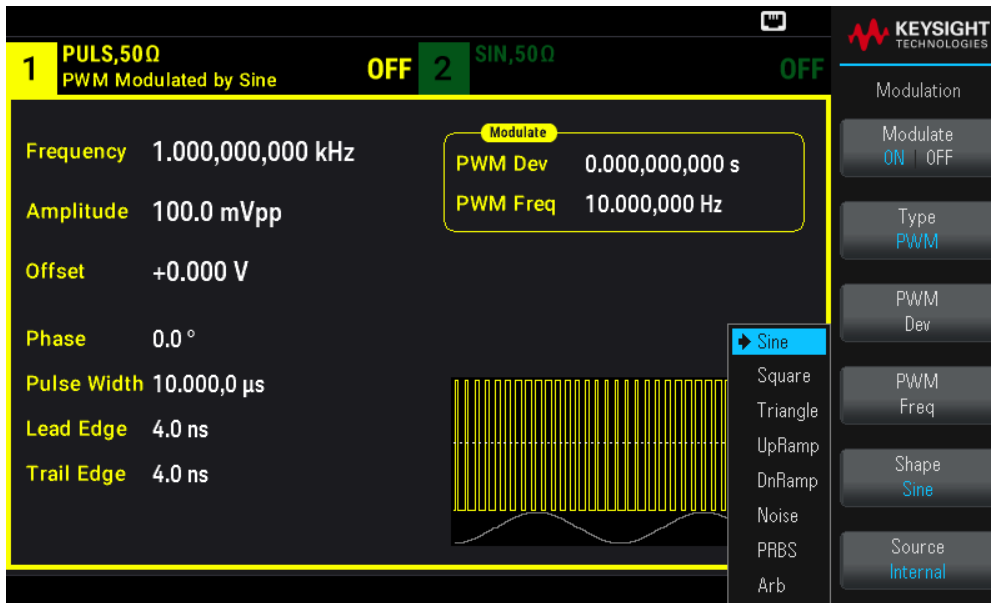 KEYSIGHT
TECHNOLOGIES
1 PULS,50Ω OFF
PWM Modulated by Sine
2 SIN,50Ω OFF
Modulation
Frequency 1.000,000,000 kHz
Amplitude 100.0 mVpp
Offset +0.000 V
Phase 0.0 °
Pulse Width 10.000,0 µs
Lead Edge 4.0 ns
Trail Edge 4.0 ns
Modulate
PWM Dev 0.000,000,000 s
PWM Freq 10.000,000 Hz
Sine
Square
Triangle
UpRamp
DnRamp
Noise
PRBS
Arb
Modulate
ON | OFF
Type
PWM
PWM
Dev
PWM
Freq
Shape
Sine
Source
Internal